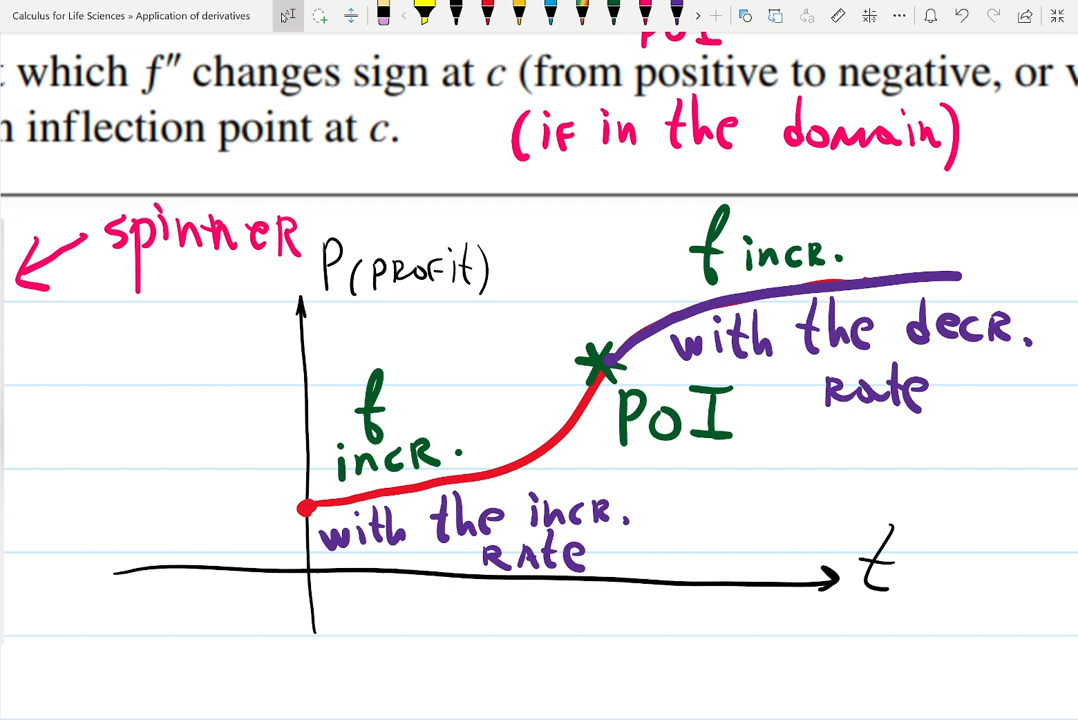 Calculus for Life Sciences » Application of derivatives
POI
which f″ changes sign at c (from positive to negative, or v
n inflection point at c.
(iF in the domain)
spinneR
P(PROFit)
f incR.
with the decR.
Rate
f
incR.
POI
with the incR.
RAte
t